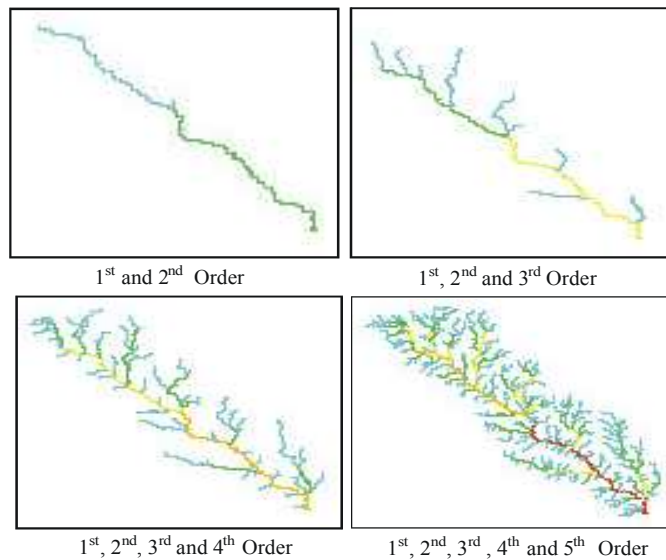 1st and 2nd Order
1st, 2nd and 3rd Order
1st, 2nd, 3rd and 4th Order
1st, 2nd, 3rd , 4th and 5th Order